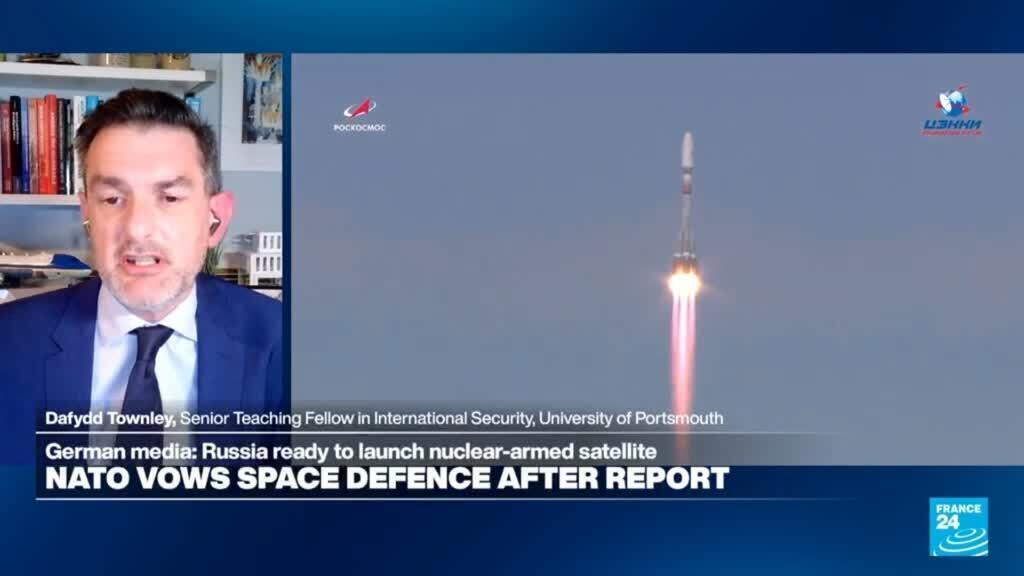 РОСКОСМОС
ЦЭНКИ
Dafydd Townley, Senior Teaching Fellow in International Security, University of Portsmouth
German media: Russia ready to launch nuclear-armed satellite
NATO VOWS SPACE DEFENCE AFTER REPORT
FRANCE
24